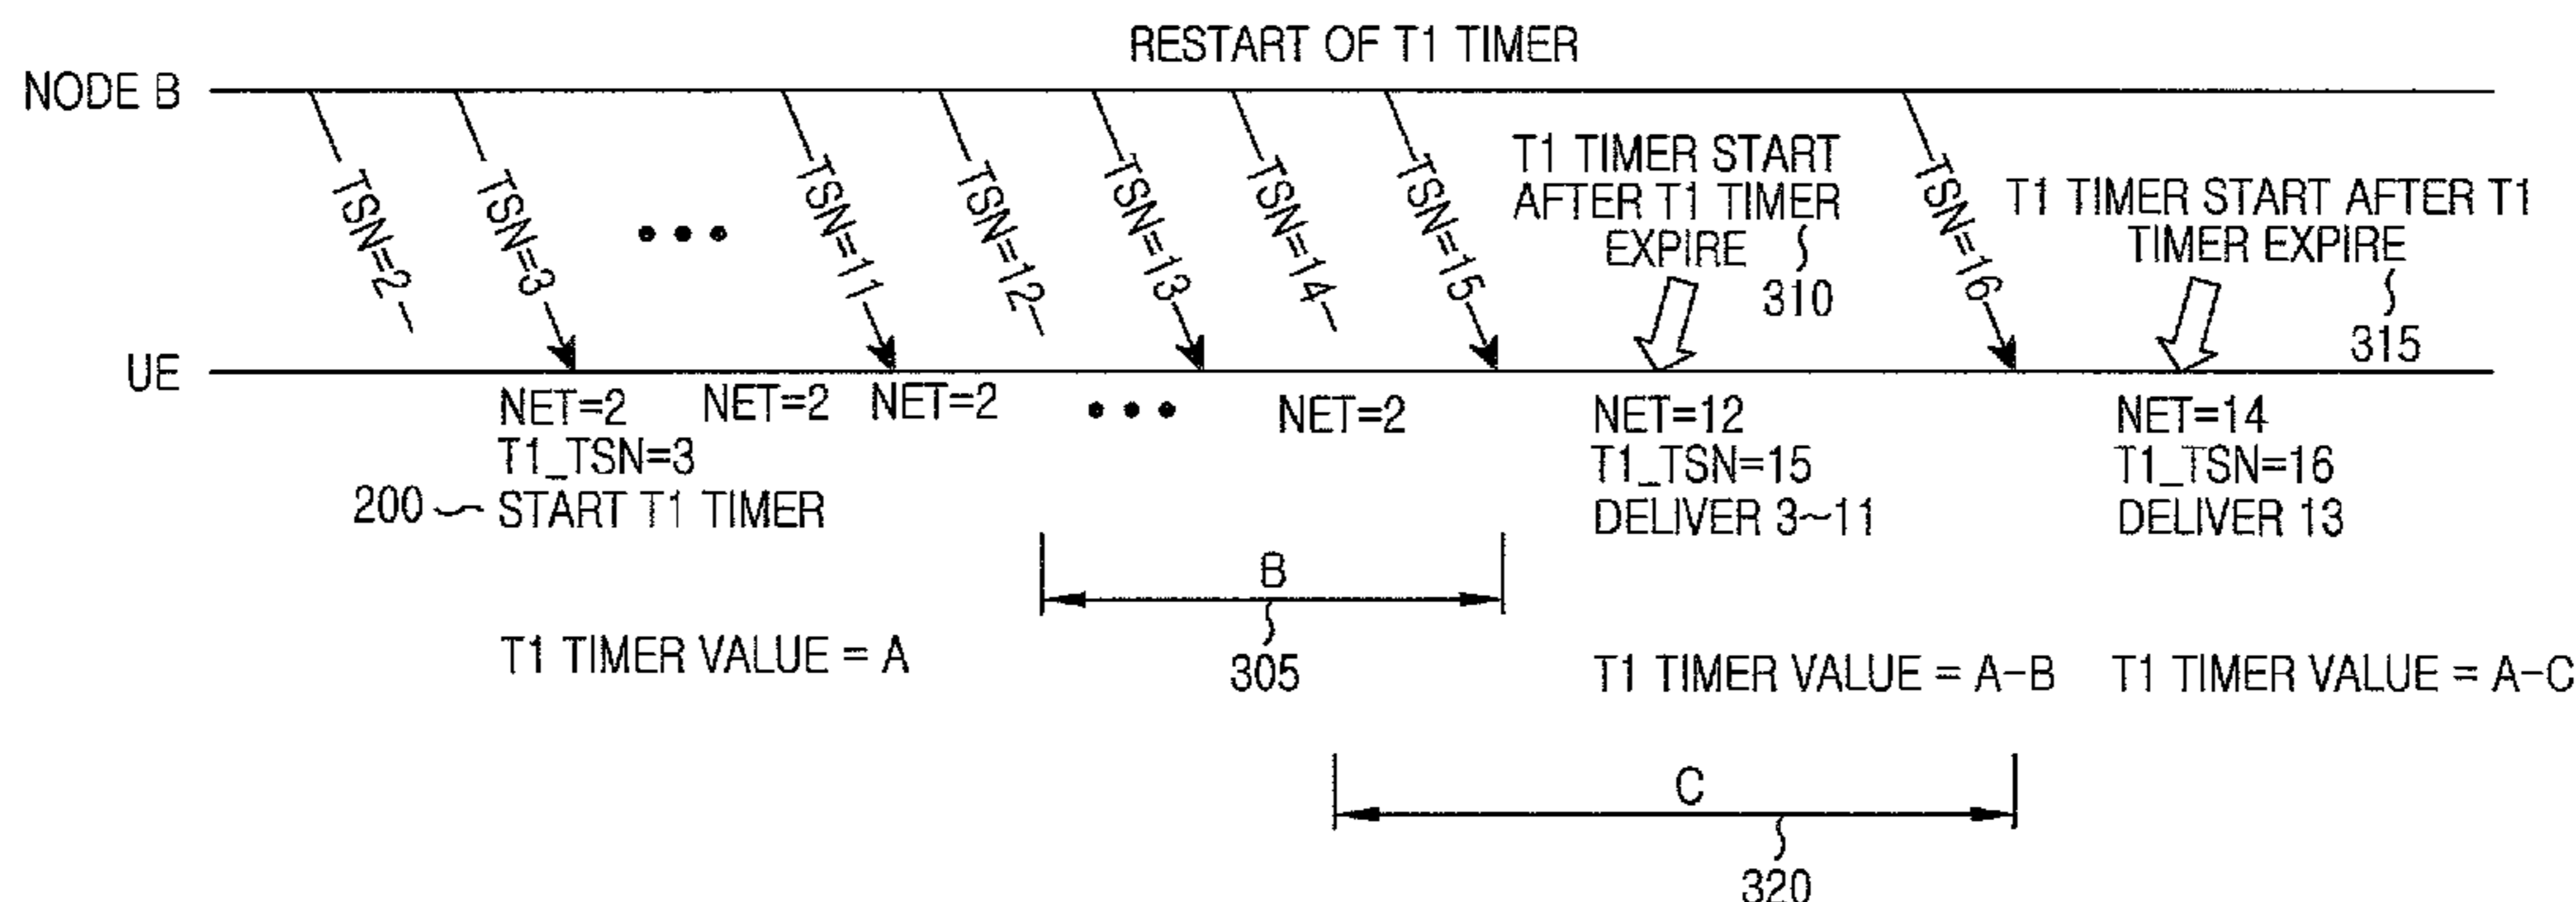 RESTART OF T1 TIMER
NODE B
TSN=2
TSN=3
TSN=11
TSN=12
TSN=13
TSN=14
TSN=15
TSN=16
T1 TIMER START
AFTER T1 TIMER
EXPIRE
310
T1 TIMER START AFTER T1
TIMER EXPIRE
315
UE
NET=2
T1_TSN=3
200 START T1 TIMER
NET=2
NET=2
NET=2
NET=12
T1_TSN=15
DELIVER 3~11
NET=14
T1_TSN=16
DELIVER 13
B
305
T1 TIMER VALUE = A
T1 TIMER VALUE = A-B
T1 TIMER VALUE = A-C
C
320